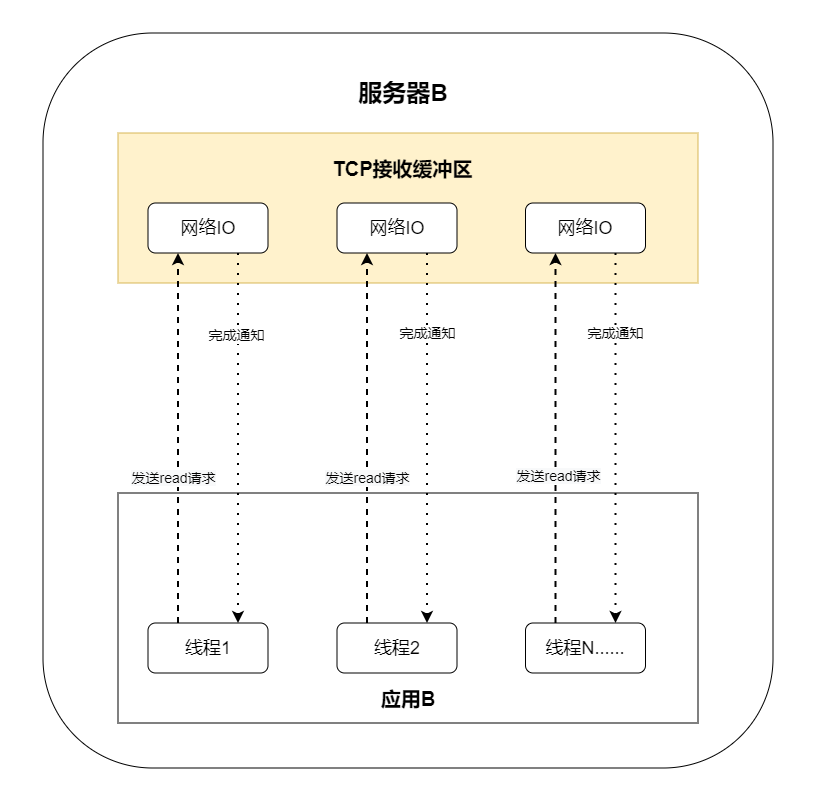 服务器B
TCP接收缓冲区
网络IO
网络IO
网络IO
完成通知
完成通知
完成通知
发送read请求
发送read请求
发送read请求
线程1
线程2
线程N......
应用B